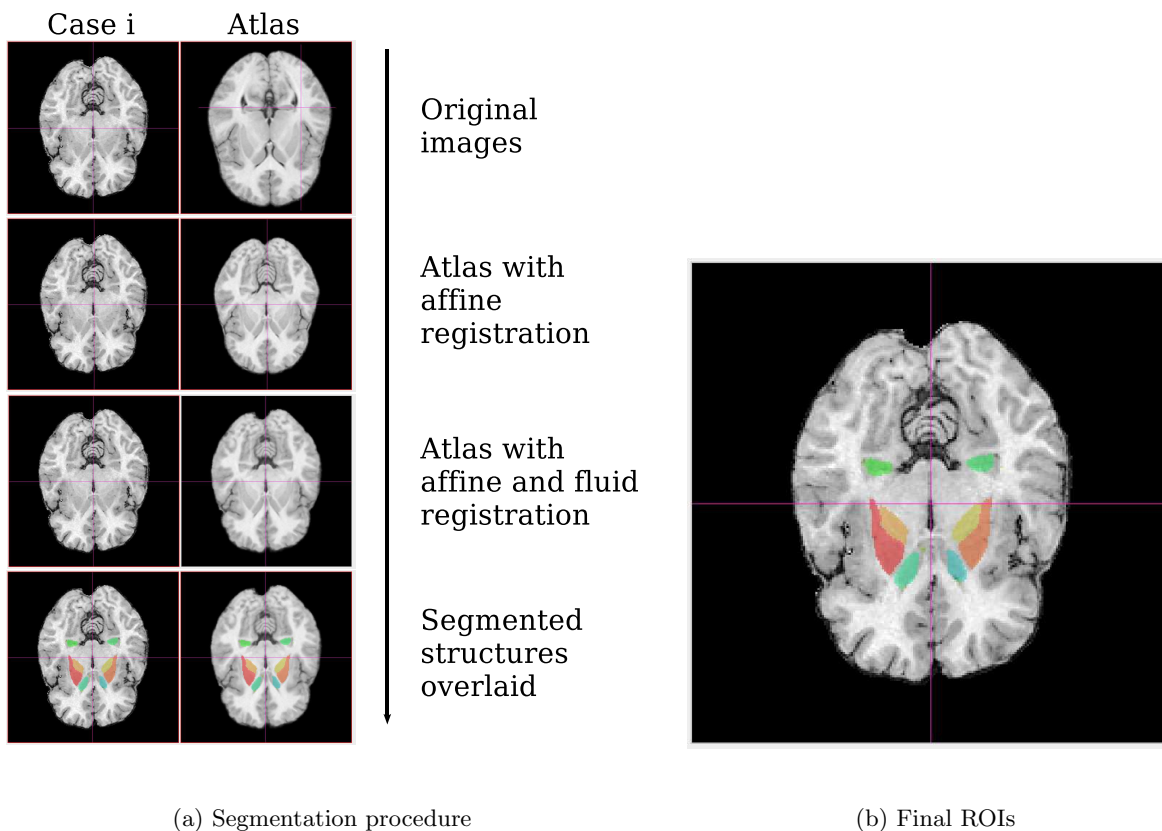 Case i
Atlas
Original
images
Atlas with
affine
registration
Atlas with
affine and fluid
registration
Segmented
structures
overlaid
(a) Segmentation procedure
(b) Final ROIs